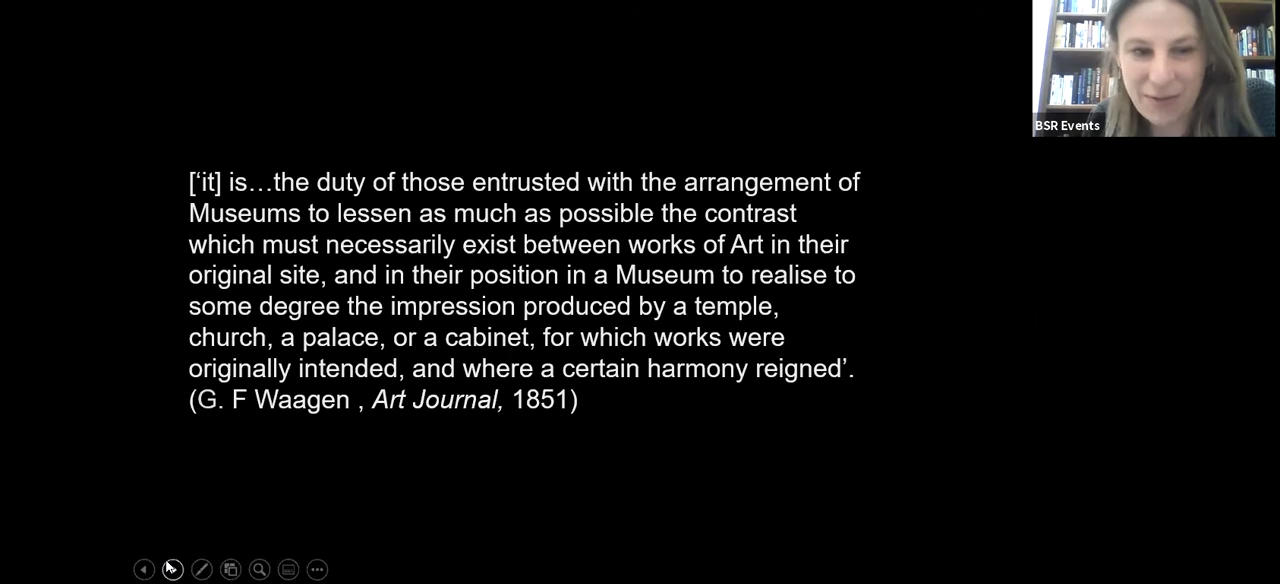 BSR Events
[‘it] is…the duty of those entrusted with the arrangement of
Museums to lessen as much as possible the contrast
which must necessarily exist between works of Art in their
original site, and in their position in a Museum to realise to
some degree the impression produced by a temple,
church, a palace, or a cabinet, for which works were
originally intended, and where a certain harmony reigned’.
(G. F Waagen , Art Journal, 1851)